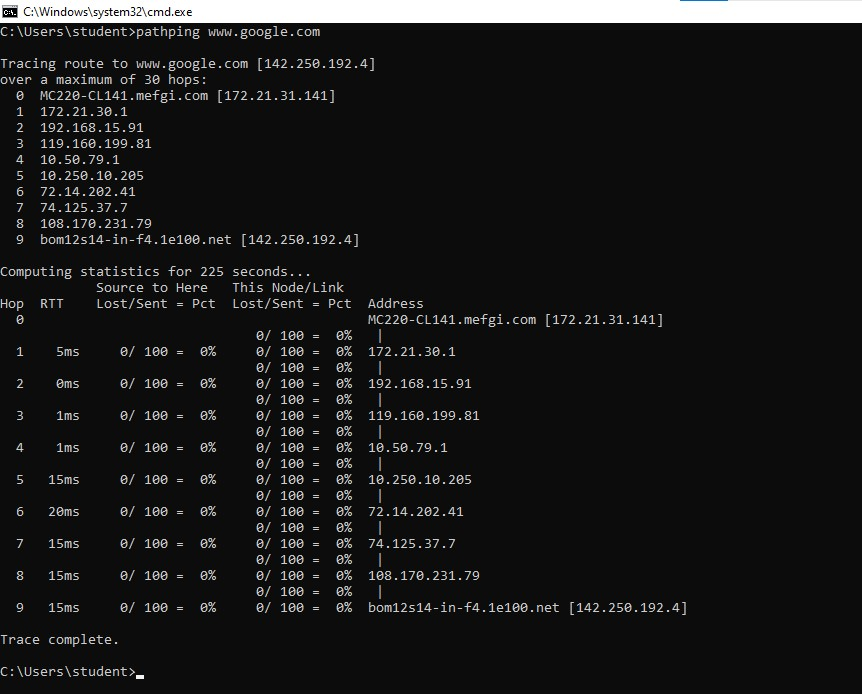 C:\Windows\system32\cmd.exe
C:\Users\student>pathping www.google.com
Tracing route to www.google.com [142.250.192.4]
over a maximum of 30 hops:
  0  MC220-CL141.mefgi.com [172.21.31.141]
  1  172.21.30.1
  2  192.168.15.91
  3  119.160.199.81
  4  10.50.79.1
  5  10.250.10.205
  6  72.14.202.41
  7  74.125.37.7
  8  108.170.231.79
  9  bom12s14-in-f4.1e100.net [142.250.192.4]
Computing statistics for 225 seconds...
            Source to Here   This Node/Link
Hop  RTT    Lost/Sent = Pct  Lost/Sent = Pct  Address
  0                                           MC220-CL141.mefgi.com [172.21.31.141]
                                0/ 100 =  0%   |
  1    5ms     0/ 100 =  0%     0/ 100 =  0%  172.21.30.1
                                0/ 100 =  0%   |
  2    0ms     0/ 100 =  0%     0/ 100 =  0%  192.168.15.91
                                0/ 100 =  0%   |
  3    1ms     0/ 100 =  0%     0/ 100 =  0%  119.160.199.81
                                0/ 100 =  0%   |
  4    1ms     0/ 100 =  0%     0/ 100 =  0%  10.50.79.1
                                0/ 100 =  0%   |
  5   15ms     0/ 100 =  0%     0/ 100 =  0%  10.250.10.205
                                0/ 100 =  0%   |
  6   20ms     0/ 100 =  0%     0/ 100 =  0%  72.14.202.41
                                0/ 100 =  0%   |
  7   15ms     0/ 100 =  0%     0/ 100 =  0%  74.125.37.7
                                0/ 100 =  0%   |
  8   15ms     0/ 100 =  0%     0/ 100 =  0%  108.170.231.79
                                0/ 100 =  0%   |
  9   15ms     0/ 100 =  0%     0/ 100 =  0%  bom12s14-in-f4.1e100.net [142.250.192.4]
Trace complete.
C:\Users\student>